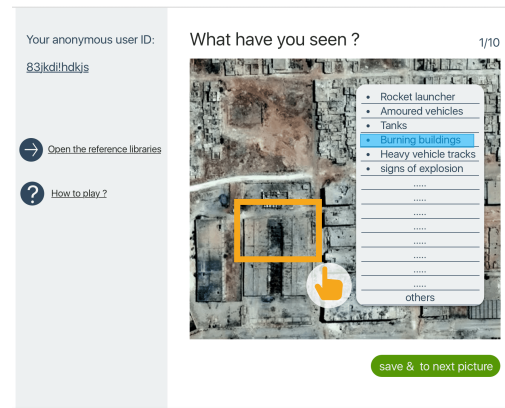 Your anonymous user ID:
83jkdi!hdkjs
Open the reference libraries
How to play ?
What have you seen ?
1/10
• Rocket launcher
• Amoured vehicles
• Tanks
• Burning buildings
• Heavy vehicle tracks
• signs of explosion
.....
.....
.....
.....
.....
.....
.....
.....
others
save & to next picture